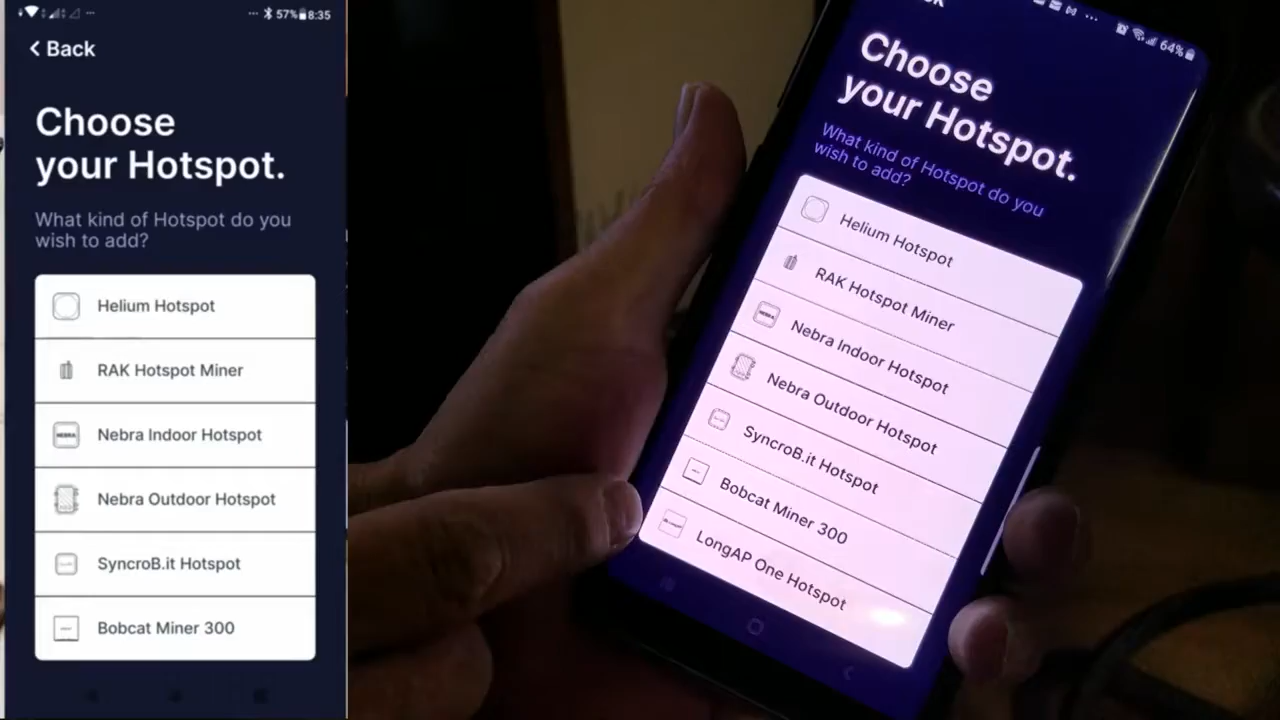 57% 8:35
Back
Choose
your Hotspot.
What kind of Hotspot do you
wish to add?
Helium Hotspot
RAK Hotspot Miner
NEBRA
Nebra Indoor Hotspot
Nebra Outdoor Hotspot
SyncroB.it Hotspot
Bobcat Miner 300
64%
Choose
your Hotspot.
What kind of Hotspot do you
wish to add?
Helium Hotspot
RAK Hotspot Miner
NEBRA
Nebra Indoor Hotspot
Nebra Outdoor Hotspot
SyncroB.it Hotspot
Bobcat Miner 300
LongAP One Hotspot